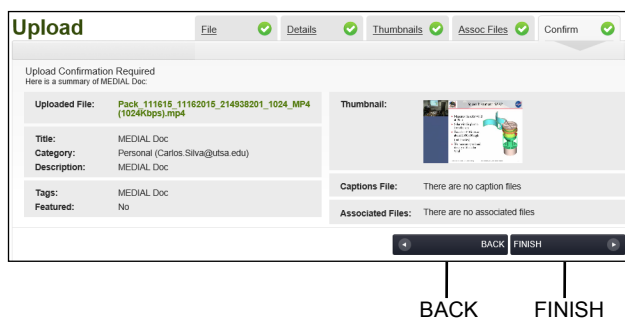 Upload
File
Details
Thumbnails
Assoc Files
Confirm
Upload Confirmation Required
Here is a summary of MEDIAL Doc:
Uploaded File: Pack_111615_11162015_214938201_1024_MP4
(1024Kbps).mp4
Title: MEDIAL Doc
Category: Personal (Carlos.Silva@utsa.edu)
Description: MEDIAL Doc
Tags: MEDIAL Doc
Featured: No
Thumbnail:
Captions File: There are no caption files
Associated Files: There are no associated files
BACK FINISH
BACK FINISH